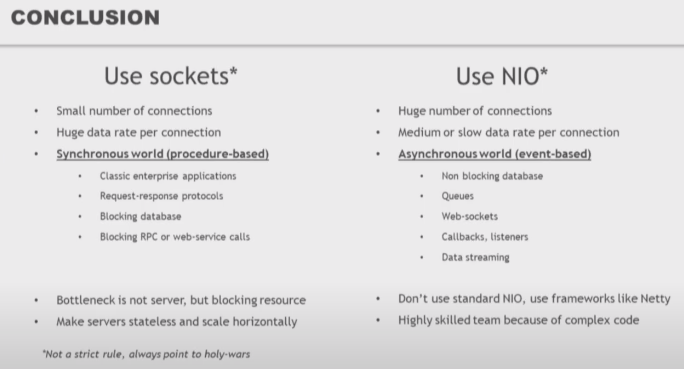 CONCLUSION
Use sockets*
• Small number of connections
• Huge data rate per connection
• Synchronous world (procedure-based)
• Classic enterprise applications
• Request-response protocols
• Blocking database
• Blocking RPC or web-service calls
• Bottleneck is not server, but blocking resource
• Make servers stateless and scale horizontally
*Not a strict rule, always point to holy-wars
Use NIO*
• Huge number of connections
• Medium or slow data rate per connection
• Asynchronous world (event-based)
• Non blocking database
• Queues
• Web-sockets
• Callbacks, listeners
• Data streaming
• Don't use standard NIO, use frameworks like Netty
• Highly skilled team because of complex code